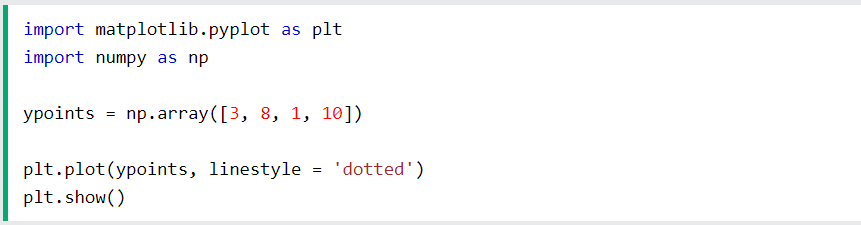 import matplotlib.pyplot as plt
import numpy as np
ypoints = np.array([3, 8, 1, 10])
plt.plot(ypoints, linestyle = 'dotted')
plt.show()